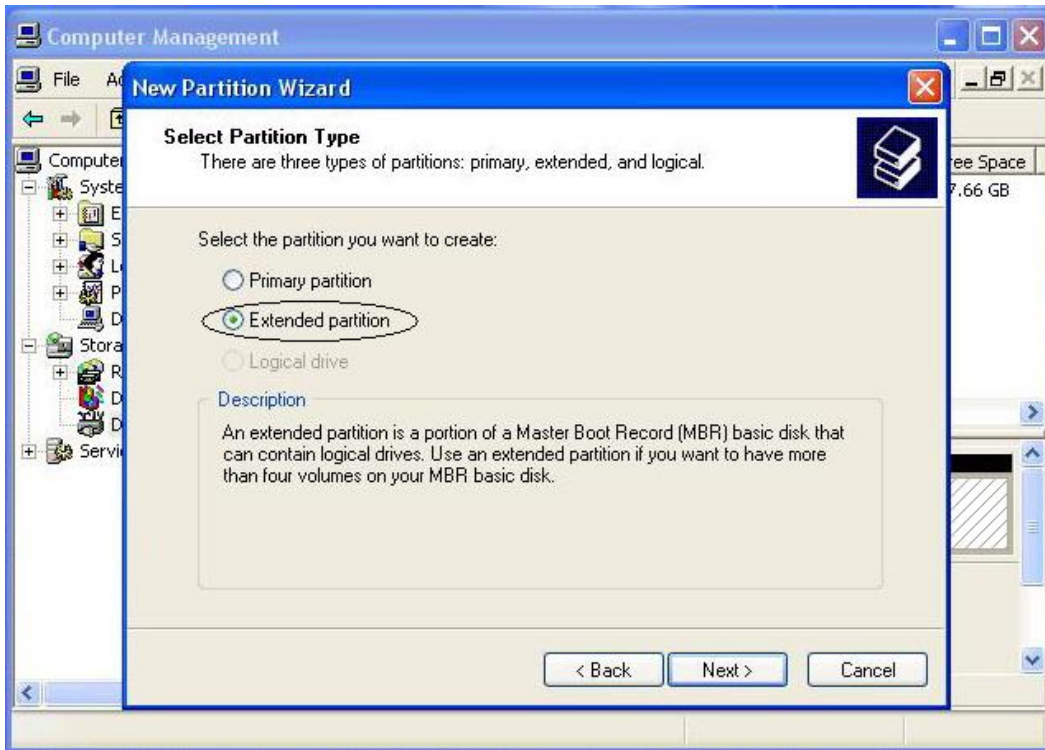 Computer Management
File
New Partition Wizard
Select Partition Type
There are three types of partitions: primary, extended, and logical.
Computer
Free Space
Syste
7.66 GB
E
S
L
P
D
Stora
R
D
D
Servi
Select the partition you want to create:
Primary partition
Extended partition
Logical drive
Description
An extended partition is a portion of a Master Boot Record (MBR) basic disk that
can contain logical drives. Use an extended partition if you want to have more
than four volumes on your MBR basic disk.
< Back
Next >
Cancel